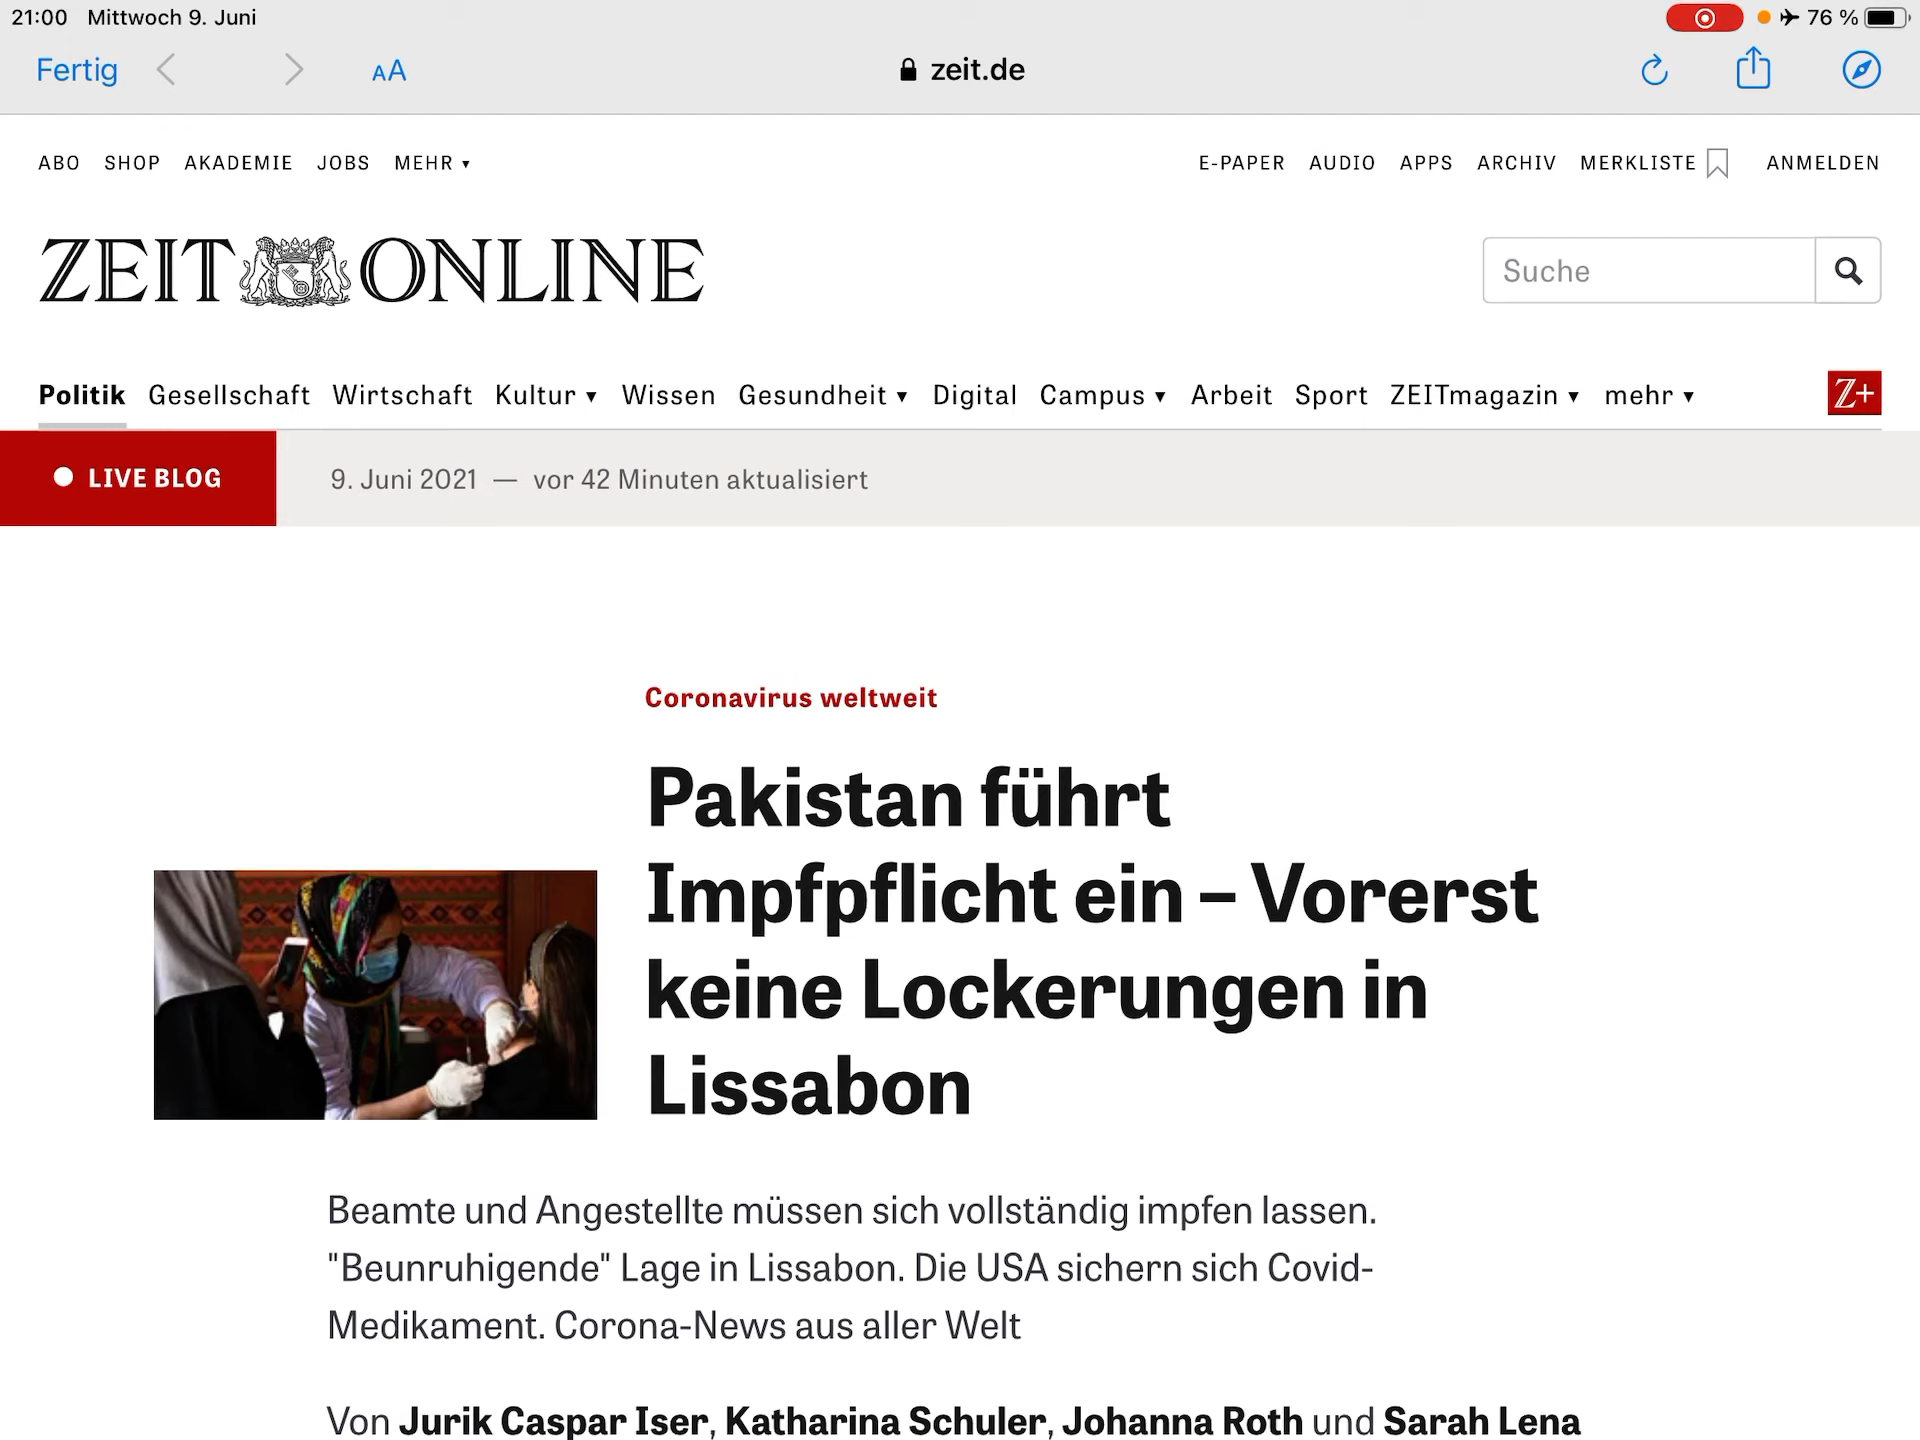 21:00 Mittwoch 9. Juni 76 %
Fertig AA zeit.de
ABO SHOP AKADEMIE JOBS MEHR ▼ E-PAPER AUDIO APPS ARCHIV MERKLISTE ANMELDEN
ZEIT ONLINE
Suche
Politik Gesellschaft Wirtschaft Kultur ▼ Wissen Gesundheit ▼ Digital Campus ▼ Arbeit Sport ZEITmagazin ▼ mehr ▼ Z+
LIVE BLOG 9. Juni 2021 — vor 42 Minuten aktualisiert
Coronavirus weltweit
Pakistan führt
Impfpflicht ein – Vorerst
keine Lockerungen in
Lissabon
Beamte und Angestellte müssen sich vollständig impfen lassen.
"Beunruhigende" Lage in Lissabon. Die USA sichern sich Covid-
Medikament. Corona-News aus aller Welt
Von Jurik Caspar Iser, Katharina Schuler, Johanna Roth und Sarah Lena